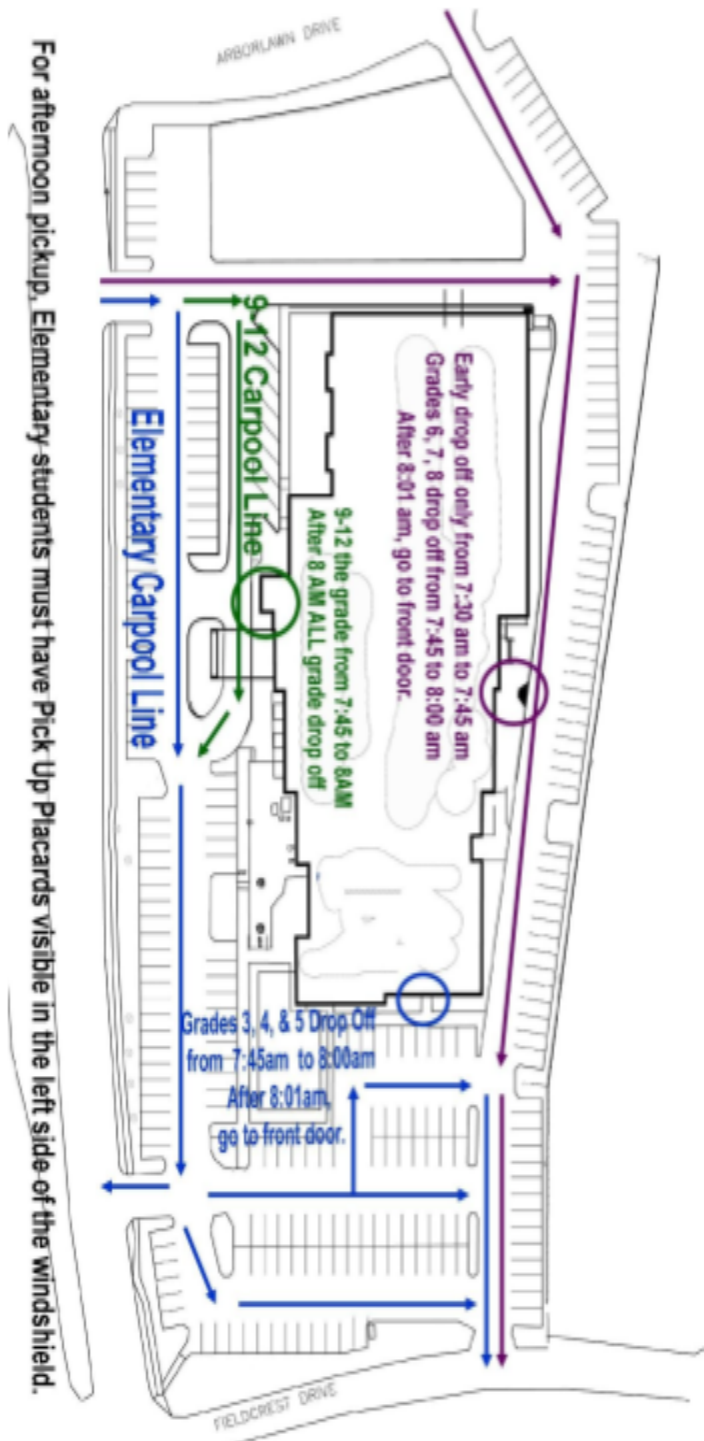 ARBORLAWN DRIVE
Early drop off only from 7:30 am to 7:45 am
Grades 6, 7, 8 drop off from 7:45 to 8:00 am
After 8:01 am, go to front door.
9-12 the grade from 7:45 to 8AM
After 8 AM ALL grade drop off
9-12 Carpool Line
Elementary Carpool Line
Grades 3, 4, & 5 Drop Off
from 7:45am to 8:00am
After 8:01am,
go to front door.
FIELDCREST DRIVE
For afternoon pickup, Elementary students must have Pick Up Placards visible in the left side of the windshield.